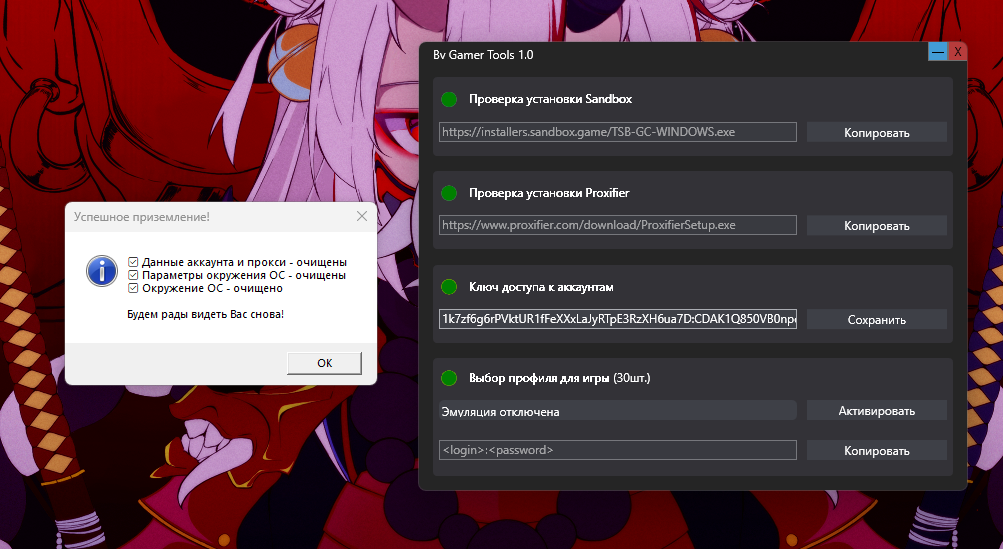 Bv Gamer Tools 1.0
X
Проверка установки Sandbox
https://installers.sandbox.game/TSB-GC-WINDOWS.exe
Копировать
Проверка установки Proxifier
https://www.proxifier.com/download/ProxifierSetup.exe
Копировать
Ключ доступа к аккаунтам
1k7zf6g6rPVktUR1fFeXXxLaJyRTpE3RzXH6ua7D:CDAK1Q850VB0npc
Сохранить
Выбор профиля для игры (30шт.)
Эмуляция отключена
Активировать
<login>:<password>
Копировать
Успешное приземление!
Данные аккаунта и прокси - очищены
Параметры окружения ОС - очищены
Окружение ОС - очищено
Будем рады видеть Вас снова!
OK